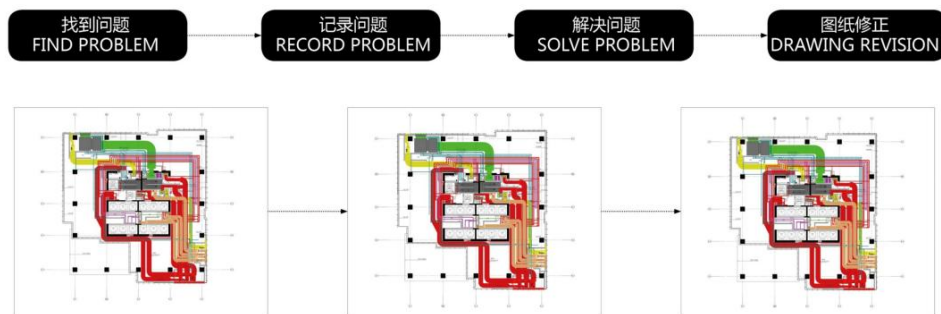 找到问题
FIND PROBLEM
记录问题
RECORD PROBLEM
解决问题
SOLVE PROBLEM
图纸修正
DRAWING REVISION